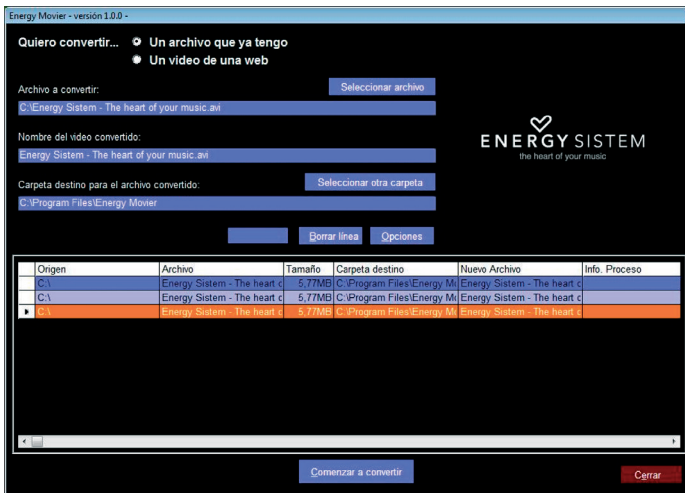 Energy Movier - versión 1.0.0 -
Quiero convertir... Un archivo que ya tengo
Un video de una web
Archivo a convertir: Seleccionar archivo
C:\Energy Sistem - The heart of your music.avi
Nombre del video convertido:
Energy Sistem - The heart of your music.avi
ENERGY SISTEM
the heart of your music
Carpeta destino para el archivo convertido: Seleccionar otra carpeta
C:\Program Files\Energy Movier
Borrar línea Opciones
Origen Archivo Tamaño Carpeta destino Nuevo Archivo Info. Proceso
C:\ Energy Sistem - The heart c 5,77MB C:\Program Files\Energy Mo Energy Sistem - The heart c
C:\ Energy Sistem - The heart c 5,77MB C:\Program Files\Energy Mo Energy Sistem - The heart c
C:\ Energy Sistem - The heart c 5,77MB C:\Program Files\Energy Mo Energy Sistem - The heart c
Comenzar a convertir
Cerrar